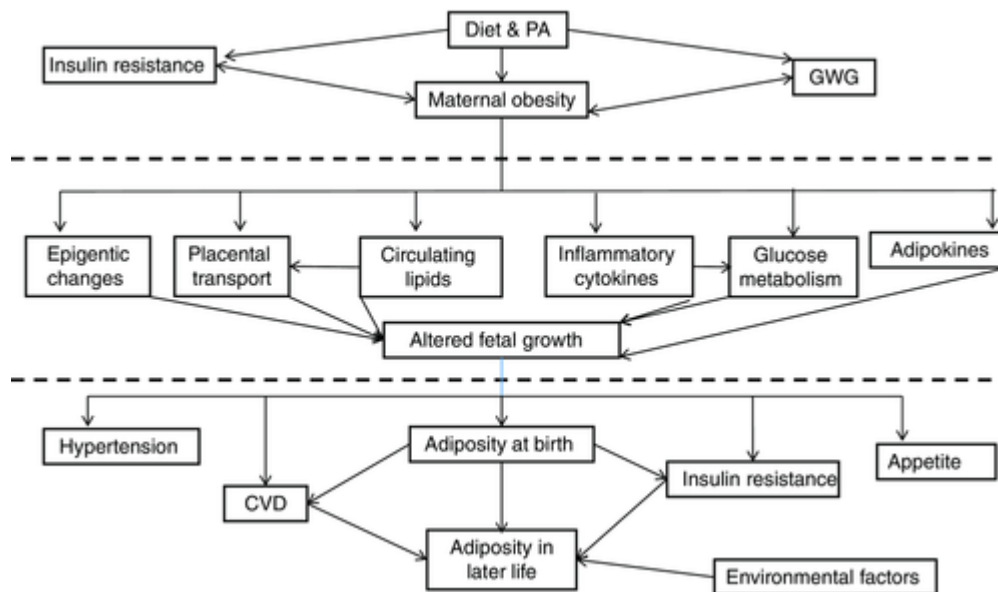 Diet & PA
Insulin resistance
GWG
Maternal obesity
Epigentic
changes
Placental
transport
Circulating
lipids
Inflammatory
cytokines
Glucose
metabolism
Adipokines
Altered fetal growth
Hypertension
Adiposity at birth
Appetite
Insulin resistance
CVD
Adiposity in
later life
Environmental factors